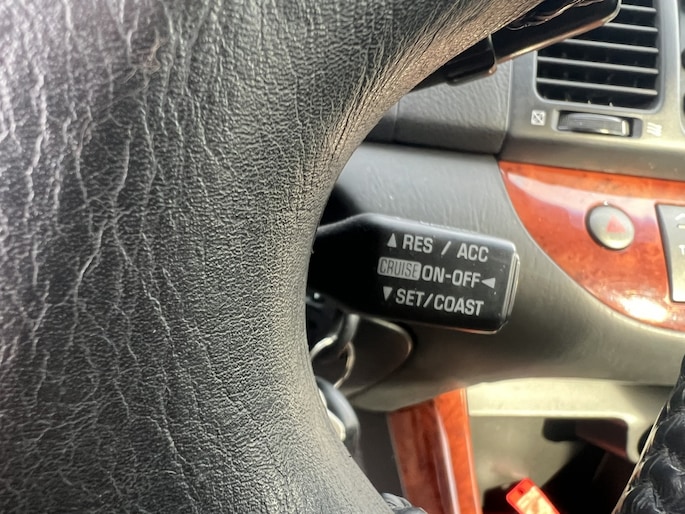 ▲ RES / ACC
CRUISE ON-OFF ◄
▼ SET/COAST